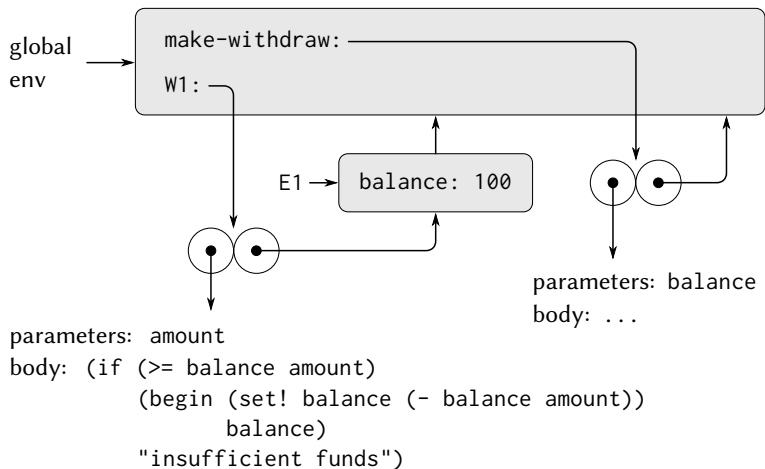 global
env
make-withdraw:
W1:
E1
balance: 100
parameters: balance
body: ...
parameters: amount
body: (if (>= balance amount)
(begin (set! balance (- balance amount))
balance)
"insufficient funds")